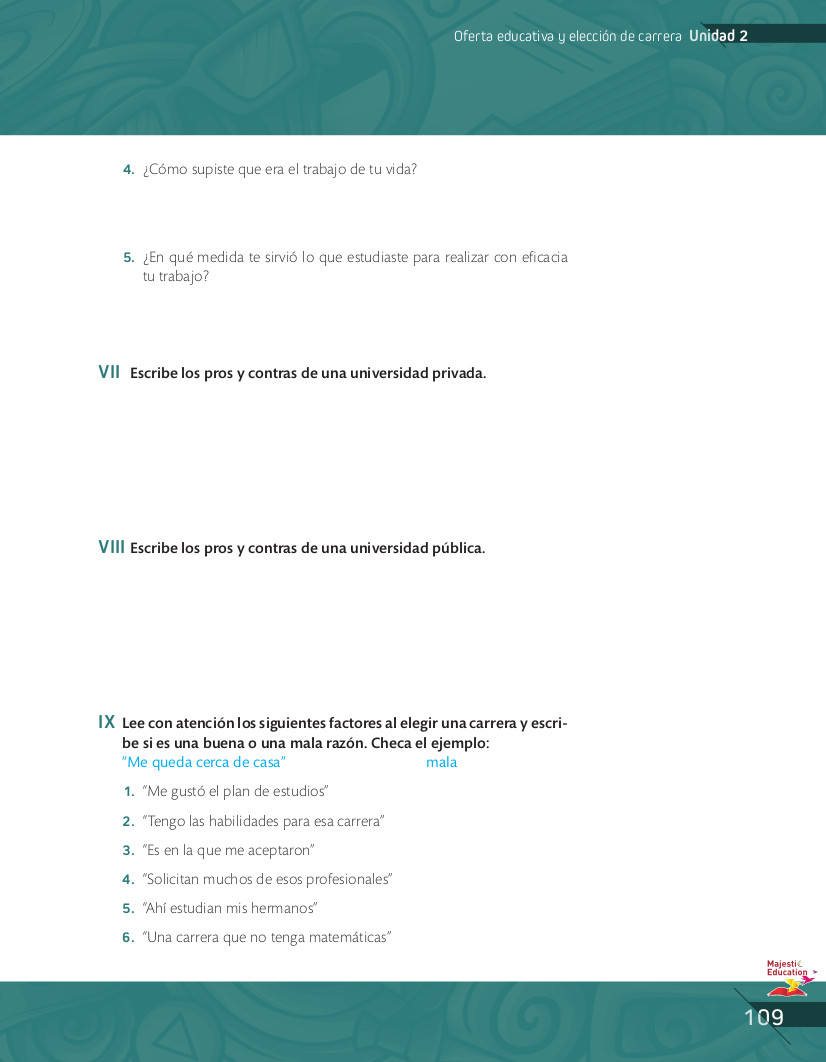 Oferta educativa y elección de carrera Unidad 2
4. ¿Cómo supiste que era el trabajo de tu vida?
5. ¿En qué medida te sirvió lo que estudiaste para realizar con eficacia
tu trabajo?
VII Escribe los pros y contras de una universidad privada.
VIII Escribe los pros y contras de una universidad pública.
IX Lee con atención los siguientes factores al elegir una carrera y escri-
be si es una buena o una mala razón. Checa el ejemplo:
"Me queda cerca de casa" mala
1. "Me gustó el plan de estudios"
2. "Tengo las habilidades para esa carrera"
3. "Es en la que me aceptaron"
4. "Solicitan muchos de esos profesionales"
5. "Ahí estudian mis hermanos"
6. "Una carrera que no tenga matemáticas"
Majestic
Education
109